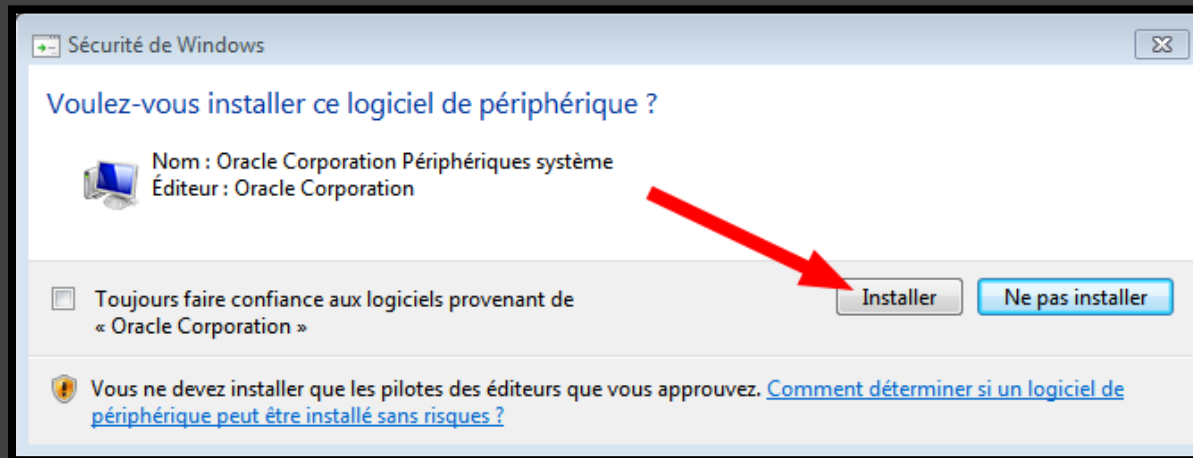 Sécurité de Windows
Voulez-vous installer ce logiciel de périphérique ?
Nom : Oracle Corporation Périphériques système
Éditeur : Oracle Corporation
Toujours faire confiance aux logiciels provenant de
« Oracle Corporation »
Installer
Ne pas installer
Vous ne devez installer que les pilotes des éditeurs que vous approuvez. Comment déterminer si un logiciel de
périphérique peut être installé sans risques ?